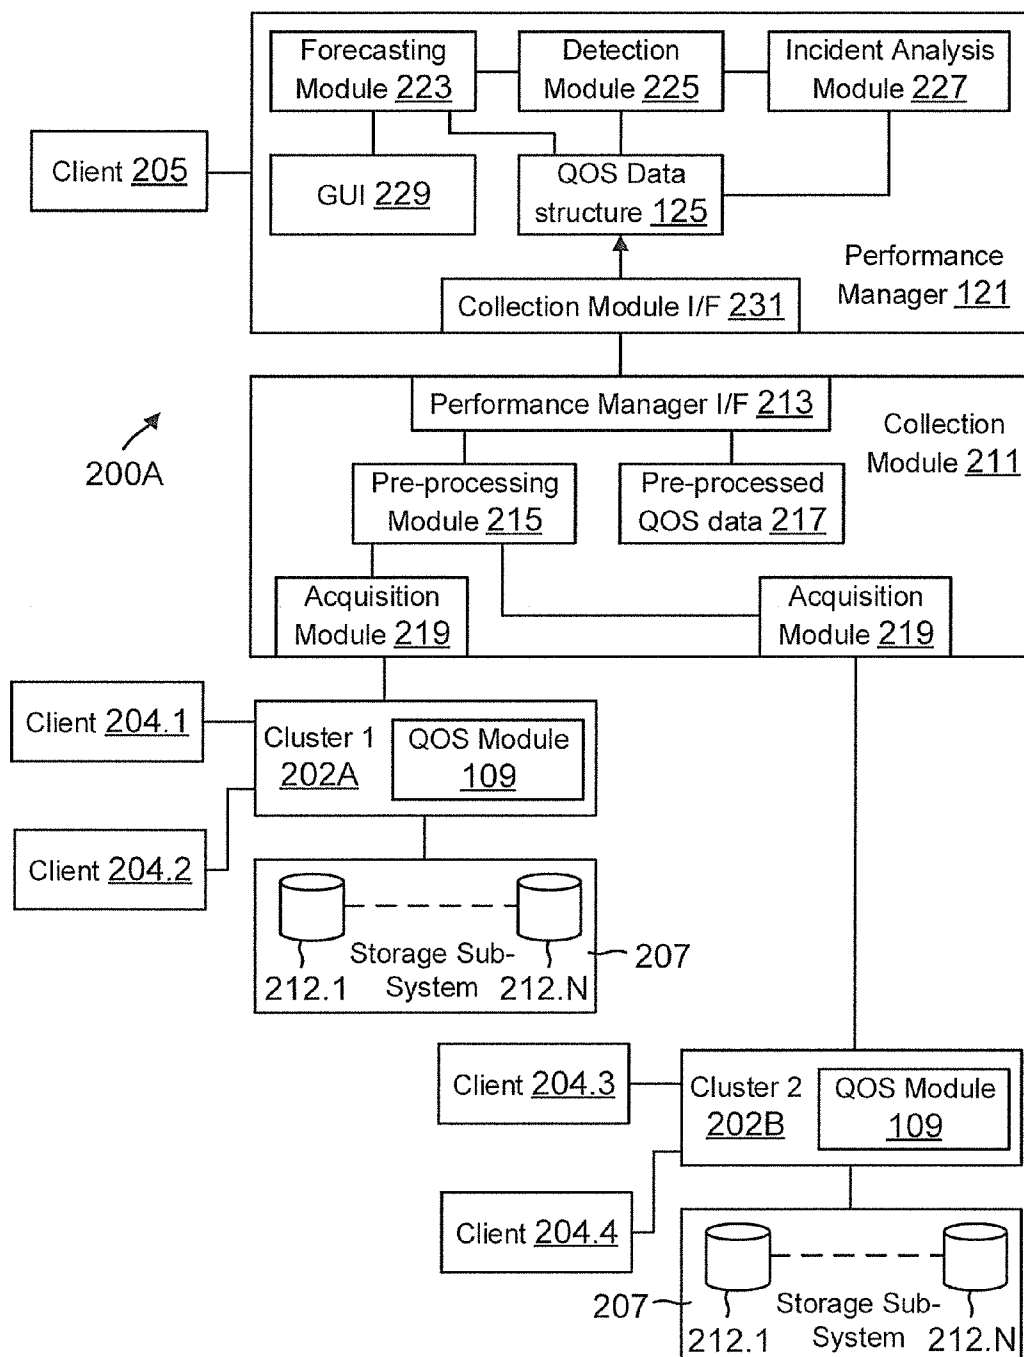 Forecasting
Module 223
Detection
Module 225
Incident Analysis
Module 227
Client 205
GUI 229
QOS Data
structure 125
Performance
Manager 121
Collection Module I/F 231
Performance Manager I/F 213
Collection
Module 211
200A
Pre-processing
Module 215
Pre-processed
QOS data 217
Acquisition
Module 219
Acquisition
Module 219
Client 204.1
Cluster 1
202A
QOS Module
109
Client 204.2
Storage Sub-
System
212.1
212.N
207
Client 204.3
Cluster 2
202B
QOS Module
109
Client 204.4
207
Storage Sub-
System
212.1
212.N